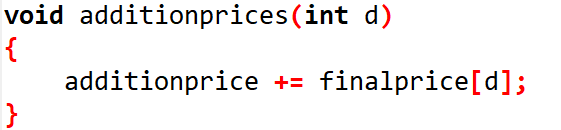 void additionprices(int d)
{
    additionprice += finalprice[d];
}